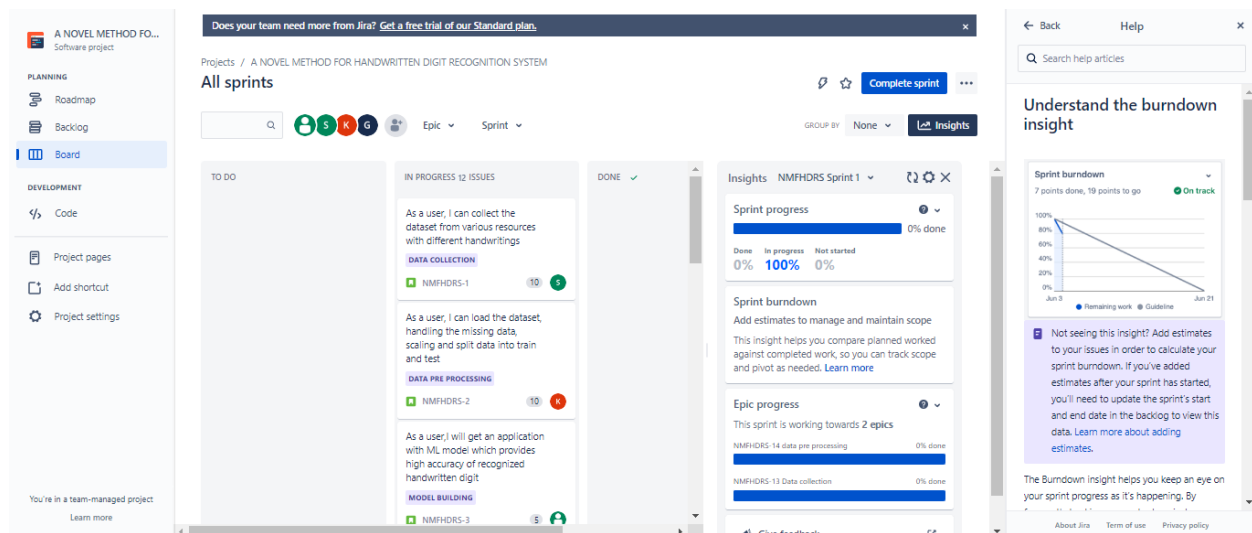 A NOVEL METHOD FO...
Software project
PLANNING
Roadmap
Backlog
Board
DEVELOPMENT
Code
Project pages
Add shortcut
Project settings
You're in a team-managed project
Learn more
Does your team need more from Jira? Get a free trial of our Standard plan.
Projects / A NOVEL METHOD FOR HANDWRITTEN DIGIT RECOGNITION SYSTEM
All sprints
Complete sprint
S K G
Epic
Sprint
GROUP BY None
Insights
TO DO
IN PROGRESS 12 ISSUES
As a user, I can collect the
dataset from various resources
with different handwritings
DATA COLLECTION
NMFHDRS-1 10 S
As a user, I can load the dataset,
handling the missing data,
scaling and split data into train
and test
DATA PRE PROCESSING
NMFHDRS-2 10 K
As a user,I will get an application
with ML model which provides
high accuracy of recognized
handwritten digit
MODEL BUILDING
NMFHDRS-3 5
DONE
Insights NMFHDRS Sprint 1
Sprint progress
0% done
Done In progress Not started
0% 100% 0%
Sprint burndown
Add estimates to manage and maintain scope
This insight helps you compare planned worked
against completed work, so you can track scope
and pivot as needed. Learn more
Epic progress
This sprint is working towards 2 epics
NMFHDRS-14 data pre processing 0% done
NMFHDRS-13 Data collection 0% done
Give feedback
Back
Help
Search help articles
Understand the burndown
insight
Sprint burndown
7 points done, 19 points to go On track
100%
80%
40%
20%
0%
Jun 3 Jun 21
Remaining work Guideline
Not seeing this insight? Add estimates
to your issues in order to calculate your
sprint burndown. If you've added
estimates after your sprint has started,
you'll need to update the sprint's start
and end date in the backlog to view this
data. Learn more about adding
estimates.
The Burndown insight helps you keep an eye on
your sprint progress as it's happening. By
About Jira Term of use Privacy policy